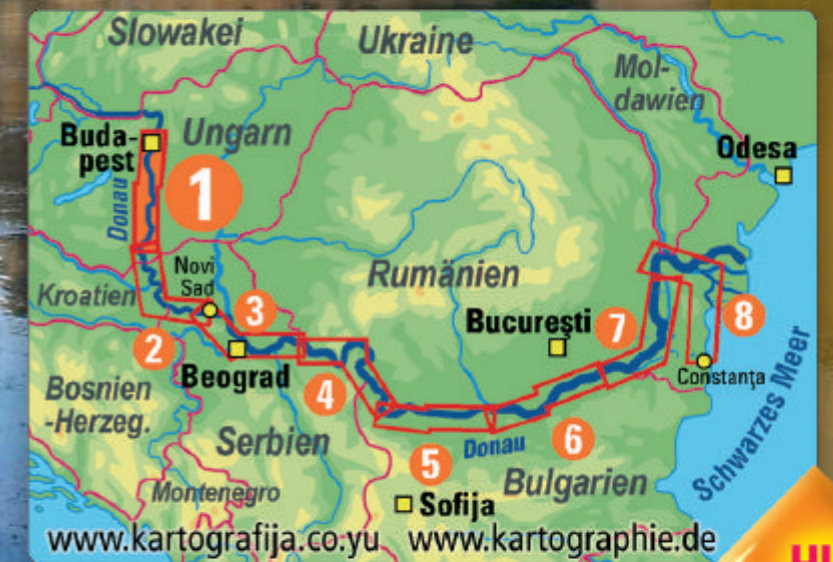 Slowakei
Ukraine
Mol-
dawien
Buda-
pest
Ungarn
Odesa
1
Donau
Novi
Sad
Kroatien
Rumänien
3
București
7
8
2
Beograd
4
Constanța
Bosnien
-Herzeg.
Serbien
5
Donau
6
Schwarzes Meer
Montenegro
Bulgarien
Sofija
www.kartografija.co.yu www.kartographie.de